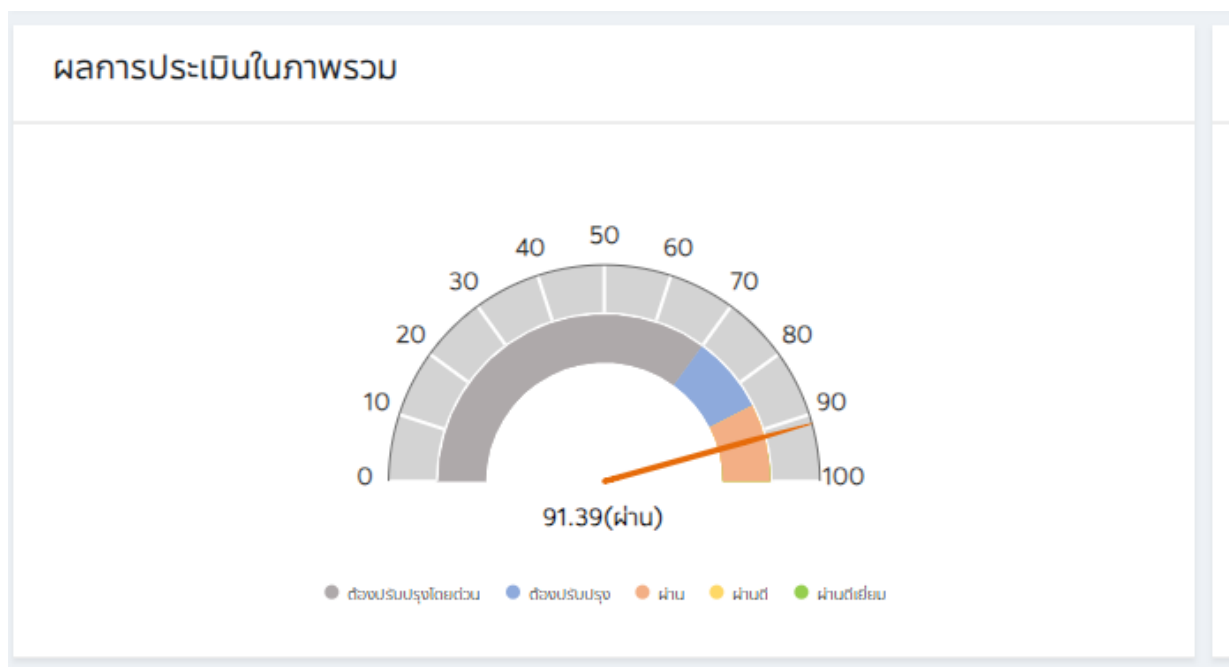 ผลการประเมินในภาพรวม
50
40 60
30 70
20 80
10 90
0 100
91.39(ผ่าน)
ต้องปรับปรุงโดยด่วน ต้องปรับปรุง ผ่าน ผ่านดี ผ่านดีเยี่ยม